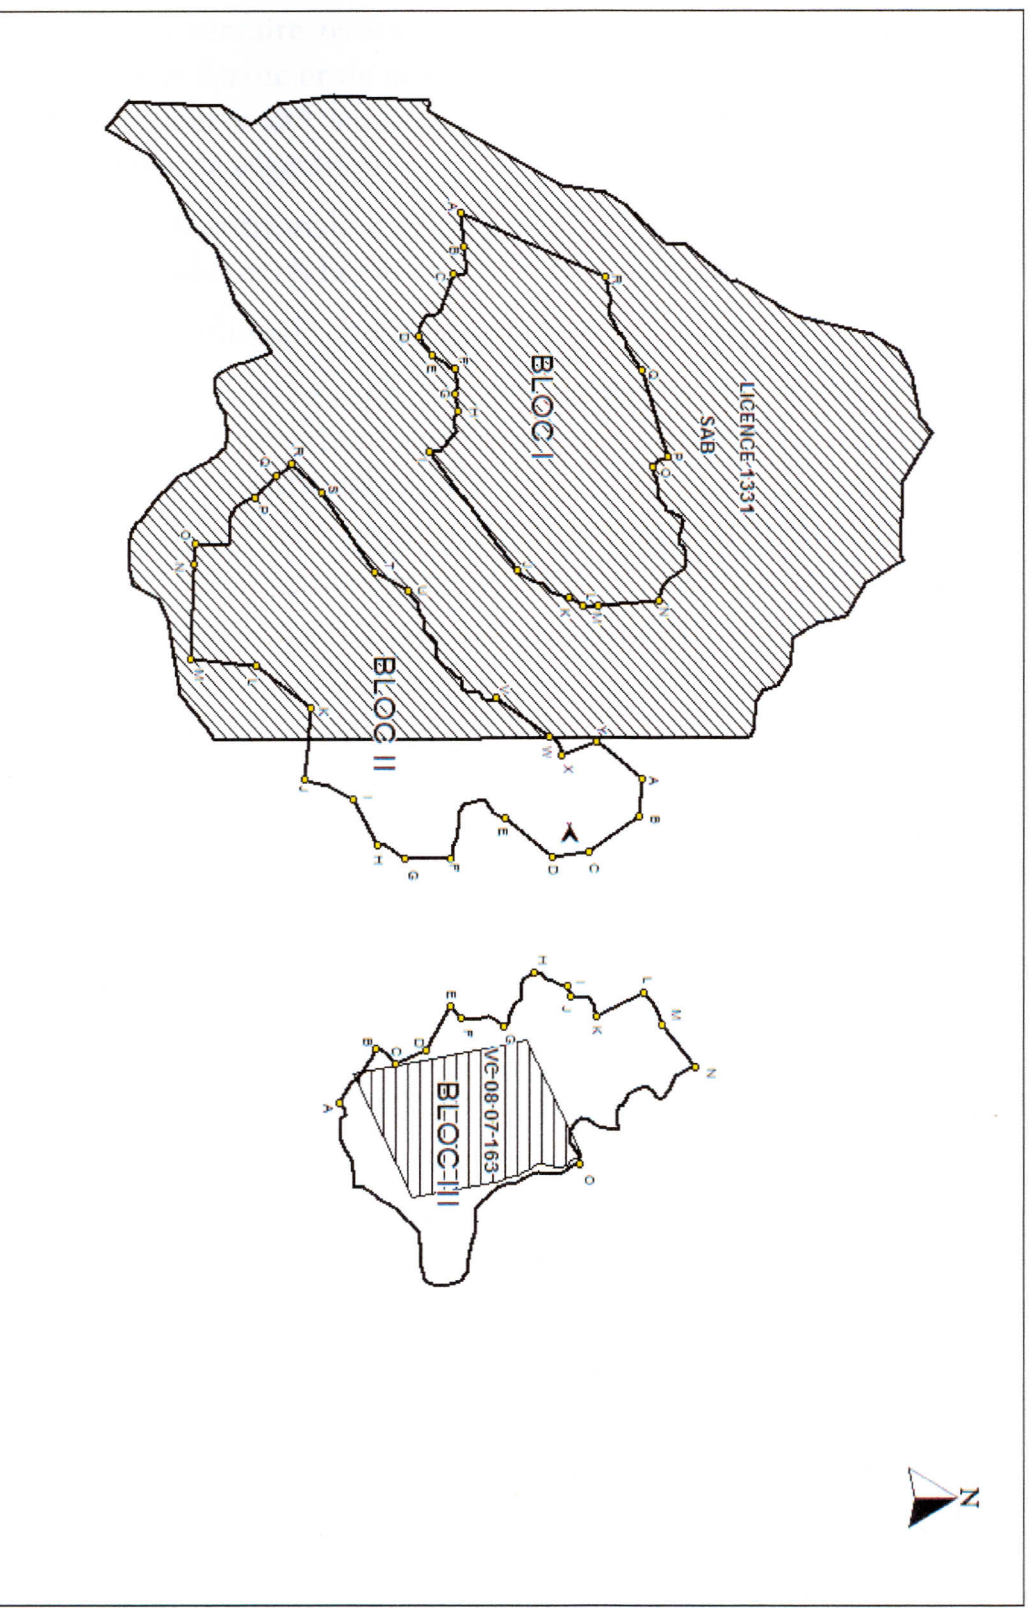 N
LICENCE 1331
SAB
BLOC I
A
B
C
D
E
F
G
H
I
J
K
L
M
N
O
P
Q
R
BLOC II
A
B
C
D
E
F
G
H
I
J
K
L
M
N
O
P
Q
R
S
T
U
V
W
X
Y
VC-08-07-163
BLOC III
A
B
C
D
E
F
G
H
I
J
K
L
M
N
O